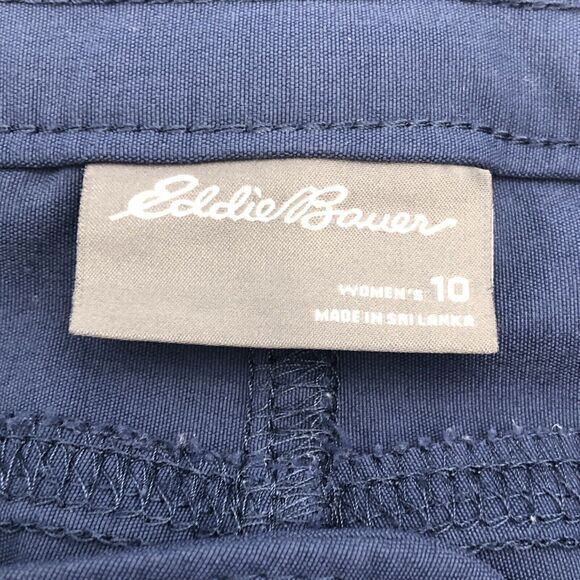 Eddie Bauer
WOMEN'S 10
MADE IN SRI LANKA